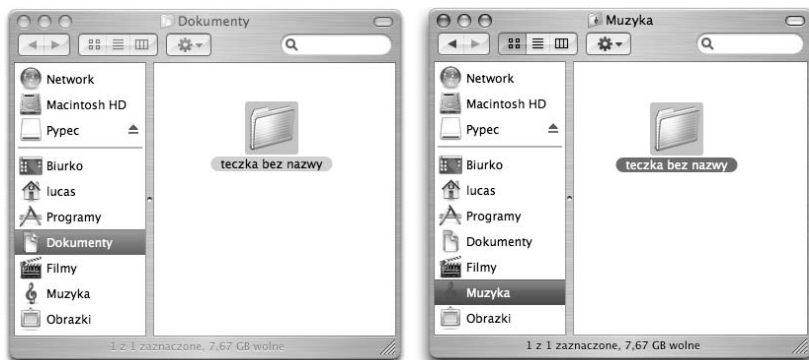 Dokumenty
Network
Macintosh HD
Pypec
Biurko
lucas
Programy
Dokumenty
Filmy
Muzyka
Obrazki
teczka bez nazwy
1 z 1 zaznaczone, 7,67 GB wolne
Muzyka
Network
Macintosh HD
Pypec
Biurko
lucas
Programy
Dokumenty
Filmy
Muzyka
Obrazki
teczka bez nazwy
1 z 1 zaznaczone, 7,67 GB wolne